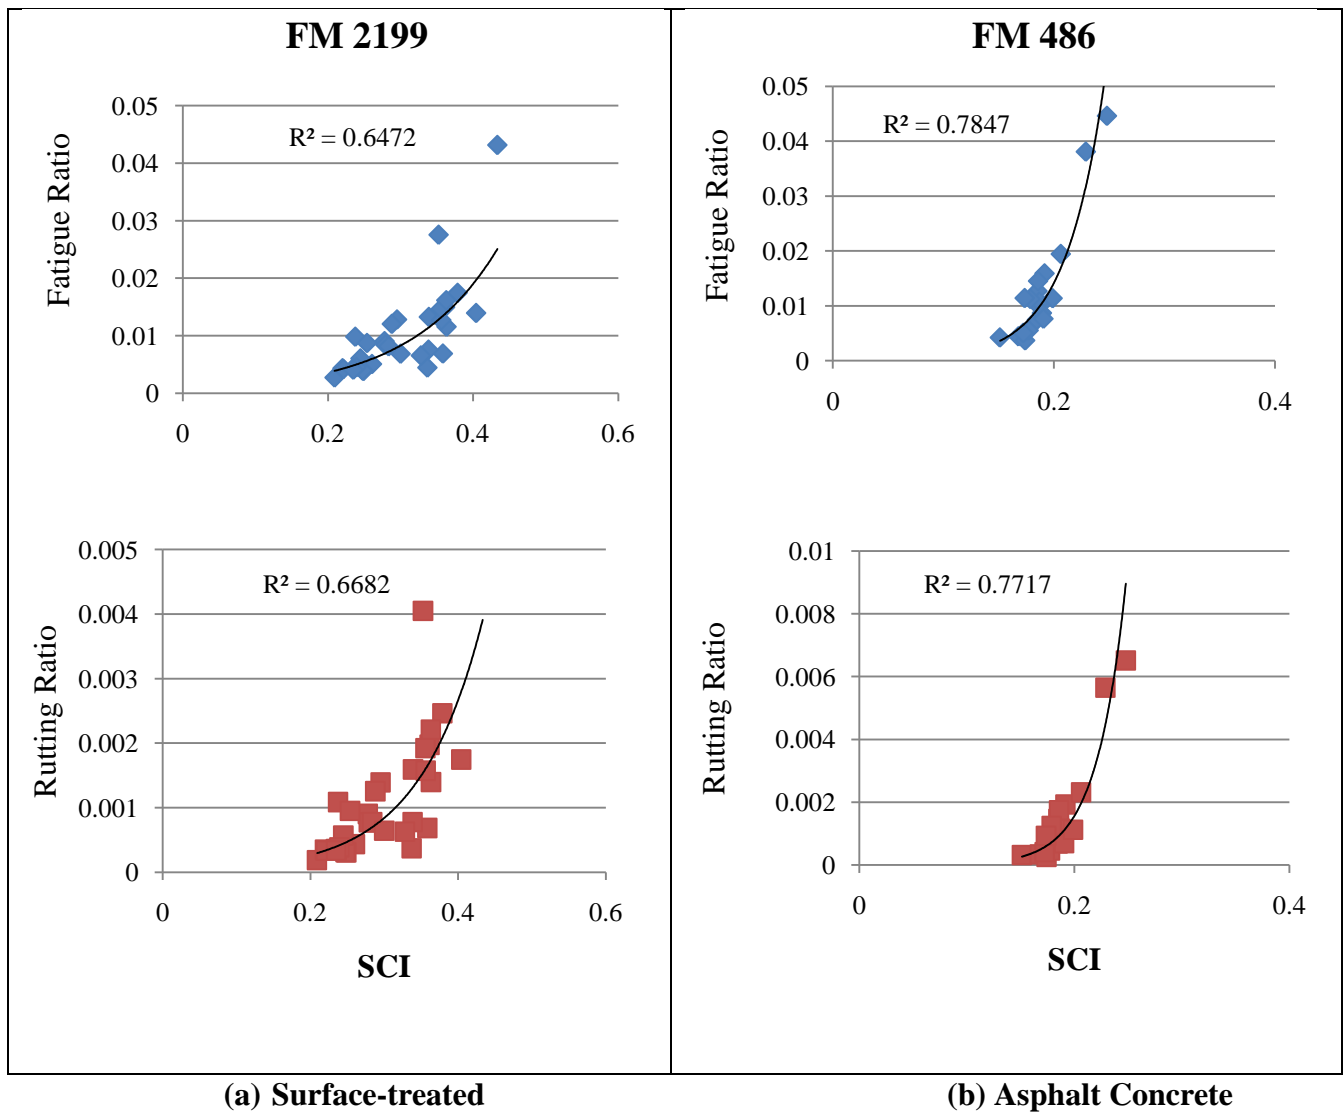 FM 2199
0.05
0.04
0.03
0.02
0.01
0
Fatigue Ratio
R² = 0.6472
0 0.2 0.4 0.6
0.005
0.004
0.003
0.002
0.001
0
Rutting Ratio
R² = 0.6682
0 0.2 0.4 0.6
SCI
(a) Surface-treated
FM 486
0.05
0.04
0.03
0.02
0.01
0
Fatigue Ratio
R² = 0.7847
0 0.2 0.4
0.01
0.008
0.006
0.004
0.002
0
Rutting Ratio
R² = 0.7717
0 0.2 0.4
SCI
(b) Asphalt Concrete